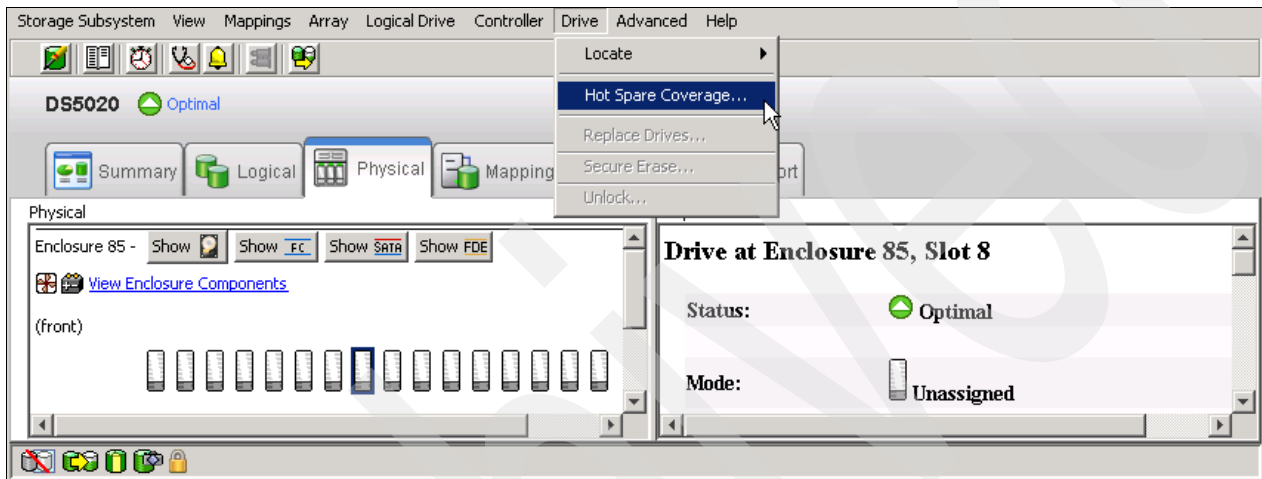 Storage Subsystem View Mappings Array Logical Drive Controller Drive Advanced Help
Locate
Hot Spare Coverage...
Replace Drives...
Secure Erase...
Unlock...
DS5020 Optimal
Summary Logical Physical Mapping ort
Physical
Enclosure 85 - Show Show FC Show SATA Show FDE
View Enclosure Components
(front)
Drive at Enclosure 85, Slot 8
Status: Optimal
Mode: Unassigned